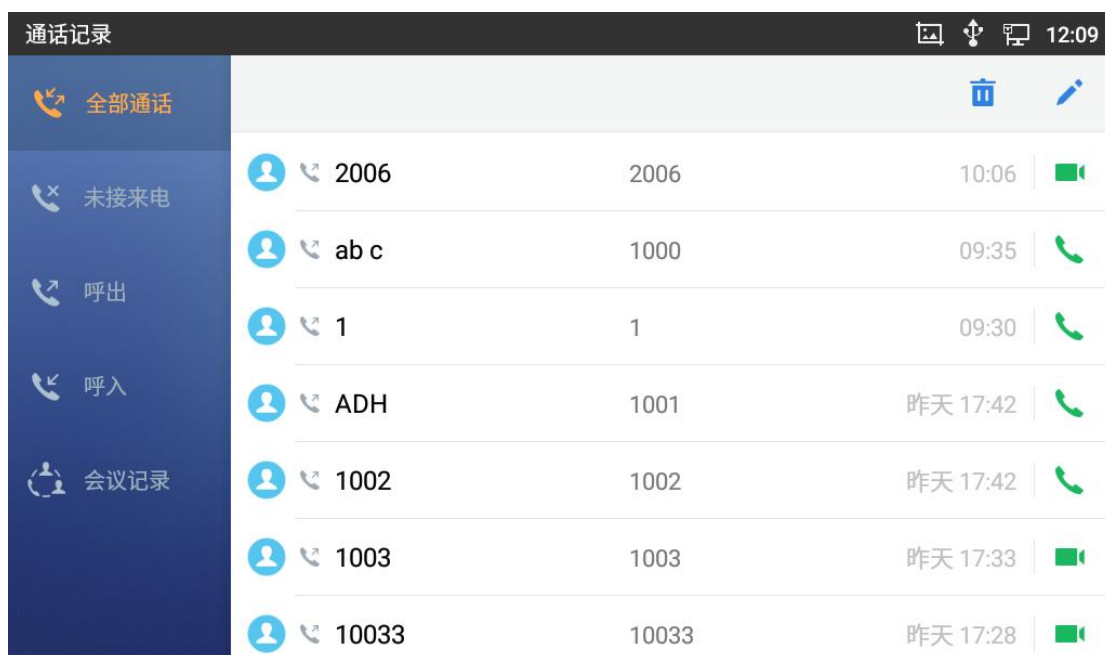 通话记录 12:09
全部通话
未接来电
呼出
呼入
会议记录
2006 2006 10:06
ab c 1000 09:35
1 1 09:30
ADH 1001 昨天 17:42
1002 1002 昨天 17:42
1003 1003 昨天 17:33
10033 10033 昨天 17:28